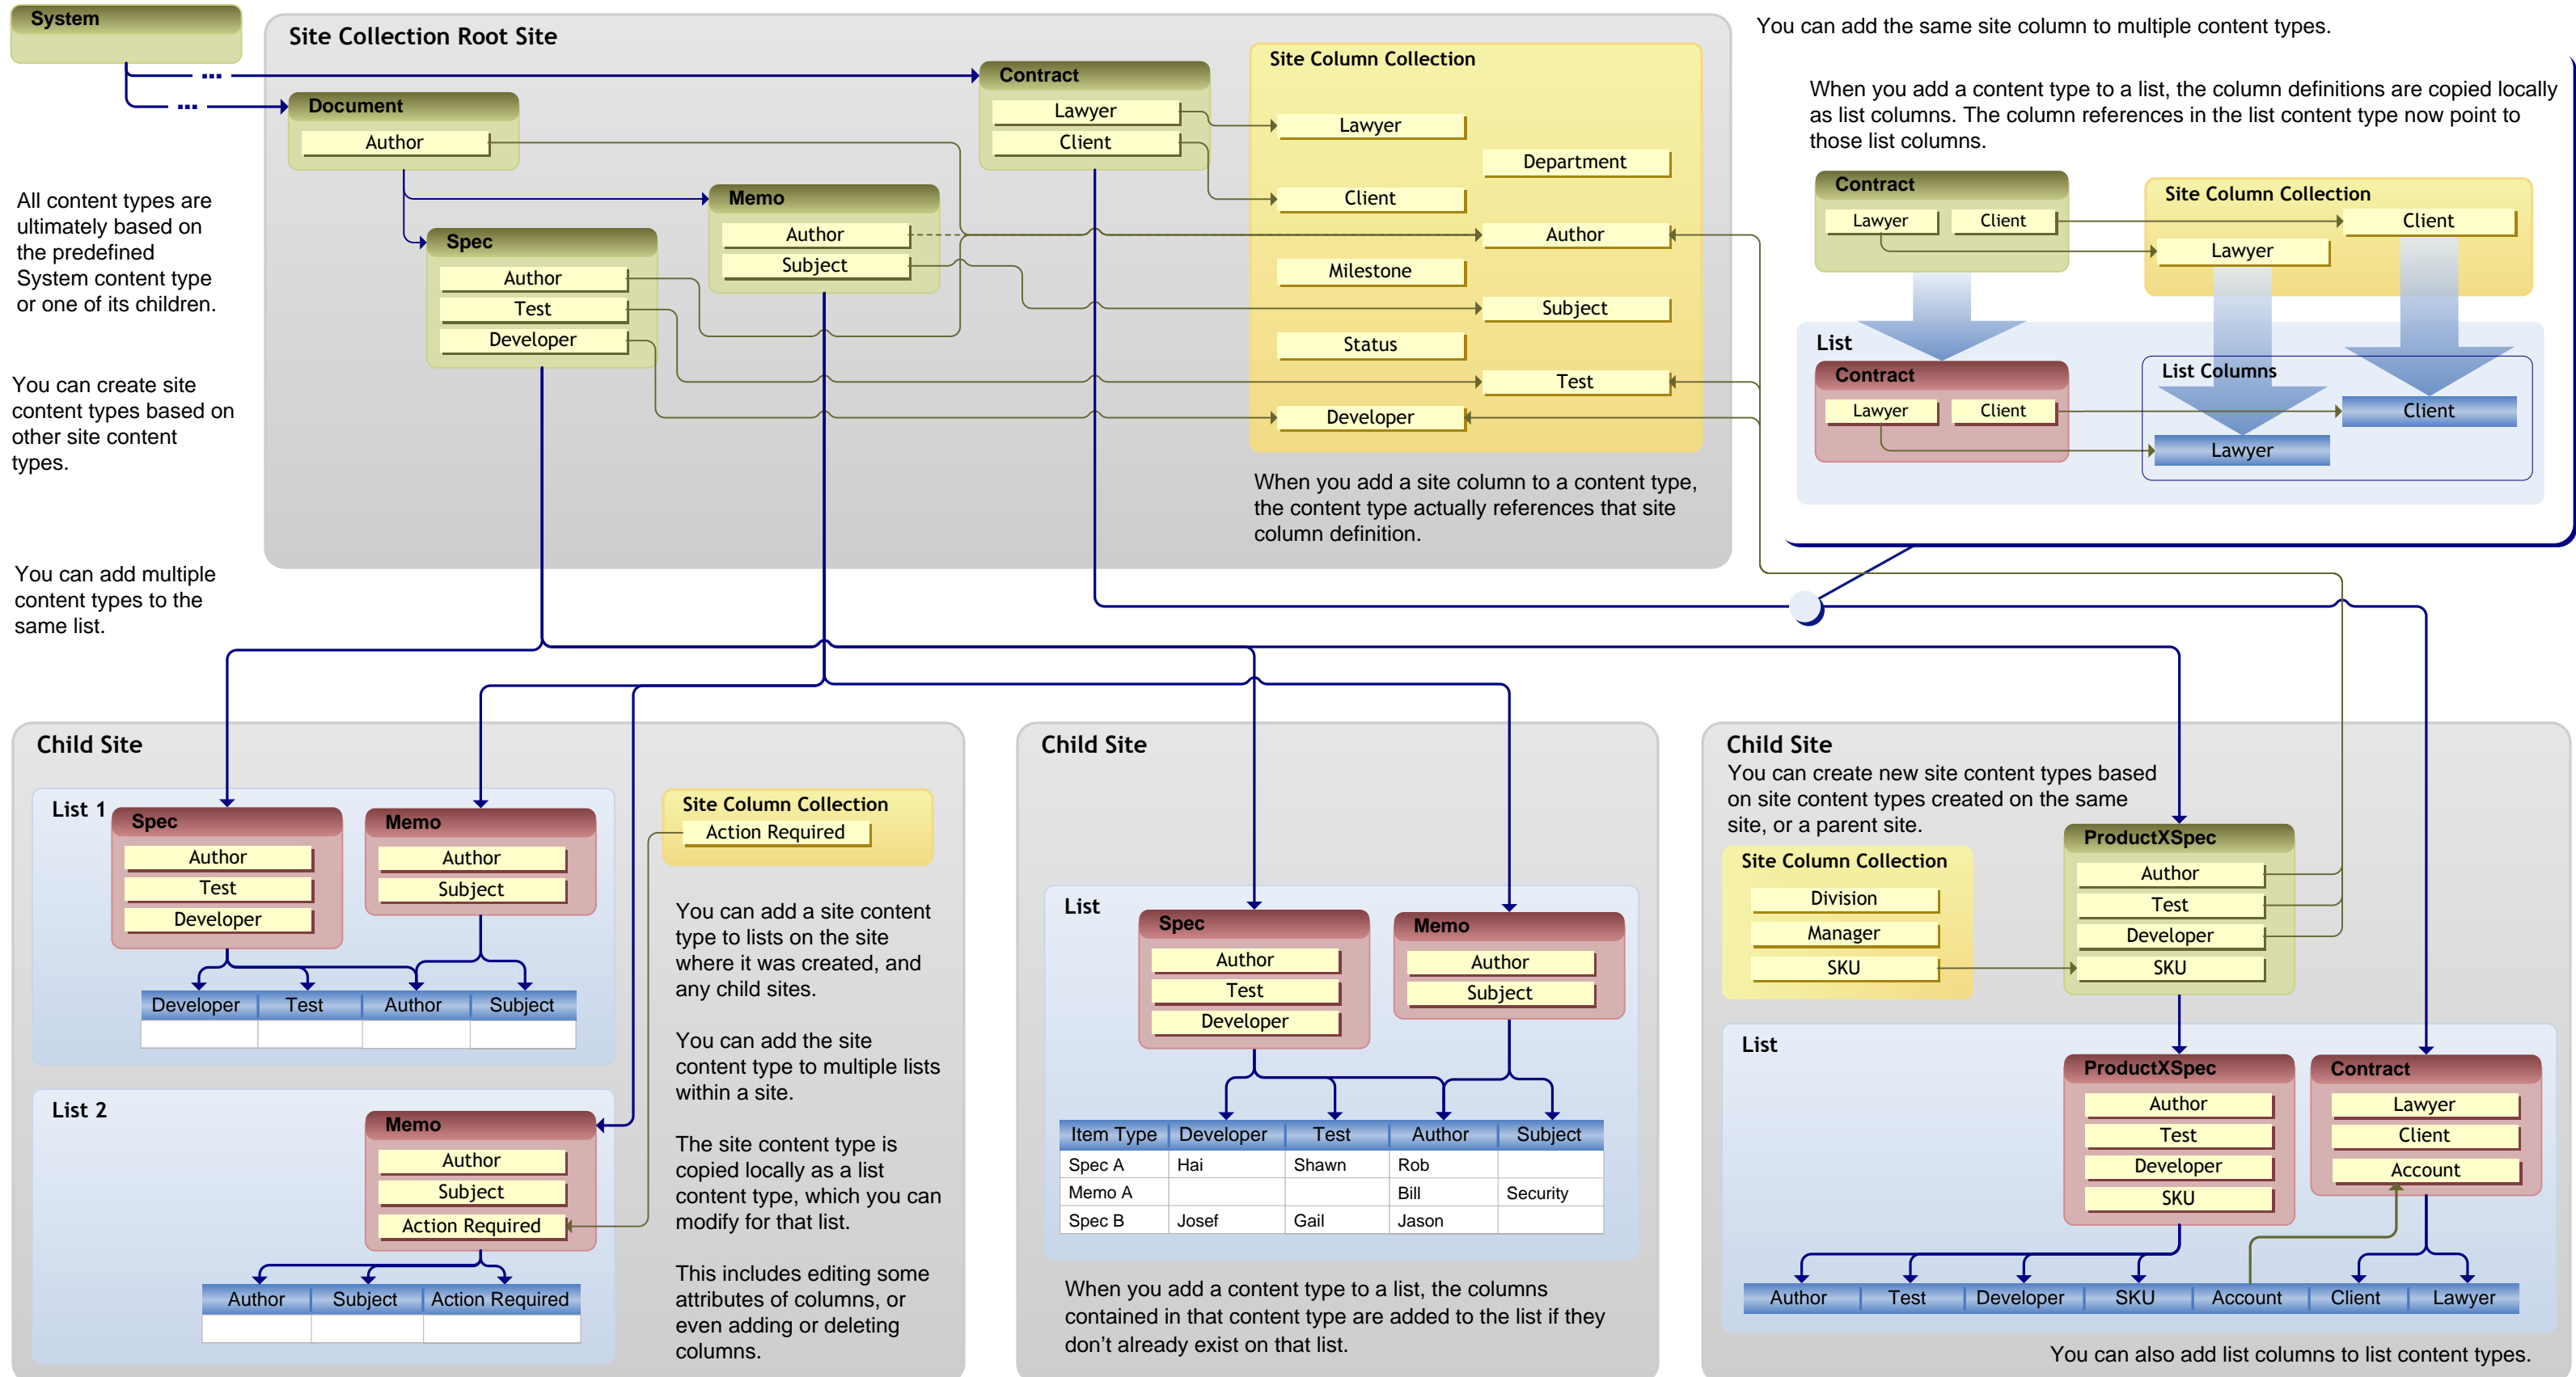 System
Site Collection Root Site
Document
Author
Contract
Lawyer
Client
Memo
Author
Subject
Spec
Author
Test
Developer
Site Column Collection
Lawyer
Department
Client
Author
Milestone
Subject
Status
Test
Developer
When you add a site column to a content type,
the content type actually references that site
column definition.
All content types are
ultimately based on
the predefined
System content type
or one of its children.
You can create site
content types based on
other site content
types.
You can add multiple
content types to the
same list.
You can add the same site column to multiple content types.
When you add a content type to a list, the column definitions are copied locally
as list columns. The column references in the list content type now point to
those list columns.
Contract
Lawyer
Client
Site Column Collection
Client
Lawyer
List
Contract
Lawyer
Client
List Columns
Client
Lawyer
Child Site
List 1
Spec
Author
Test
Developer
Memo
Author
Subject
Developer Test Author Subject
Site Column Collection
Action Required
You can add a site content
type to lists on the site
where it was created, and
any child sites.
You can add the site
content type to multiple lists
within a site.
The site content type is
copied locally as a list
content type, which you can
modify for that list.
This includes editing some
attributes of columns, or
even adding or deleting
columns.
List 2
Memo
Author
Subject
Action Required
Author Subject Action Required
Child Site
List
Spec
Author
Test
Developer
Memo
Author
Subject
Item Type Developer Test Author Subject
Spec A Hai Shawn Rob
Memo A Bill Security
Spec B Josef Gail Jason
When you add a content type to a list, the columns
contained in that content type are added to the list if they
don't already exist on that list.
Child Site
You can create new site content types based
on site content types created on the same
site, or a parent site.
Site Column Collection
Division
Manager
SKU
ProductXSpec
Author
Test
Developer
SKU
List
ProductXSpec
Author
Test
Developer
SKU
Contract
Lawyer
Client
Account
Author Test Developer SKU Account Client Lawyer
You can also add list columns to list content types.